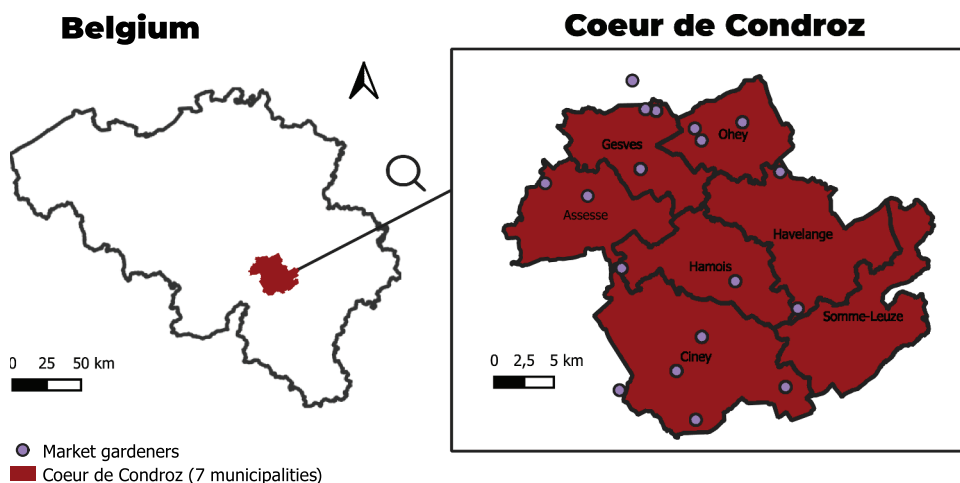 Belgium
Coeur de Condroz
Ohey
Gesves
Assesse
Havelange
Hamois
Somme-Leuze
Ciney
0 25 50 km
0 2,5 5 km
Market gardeners
Coeur de Condroz (7 municipalities)